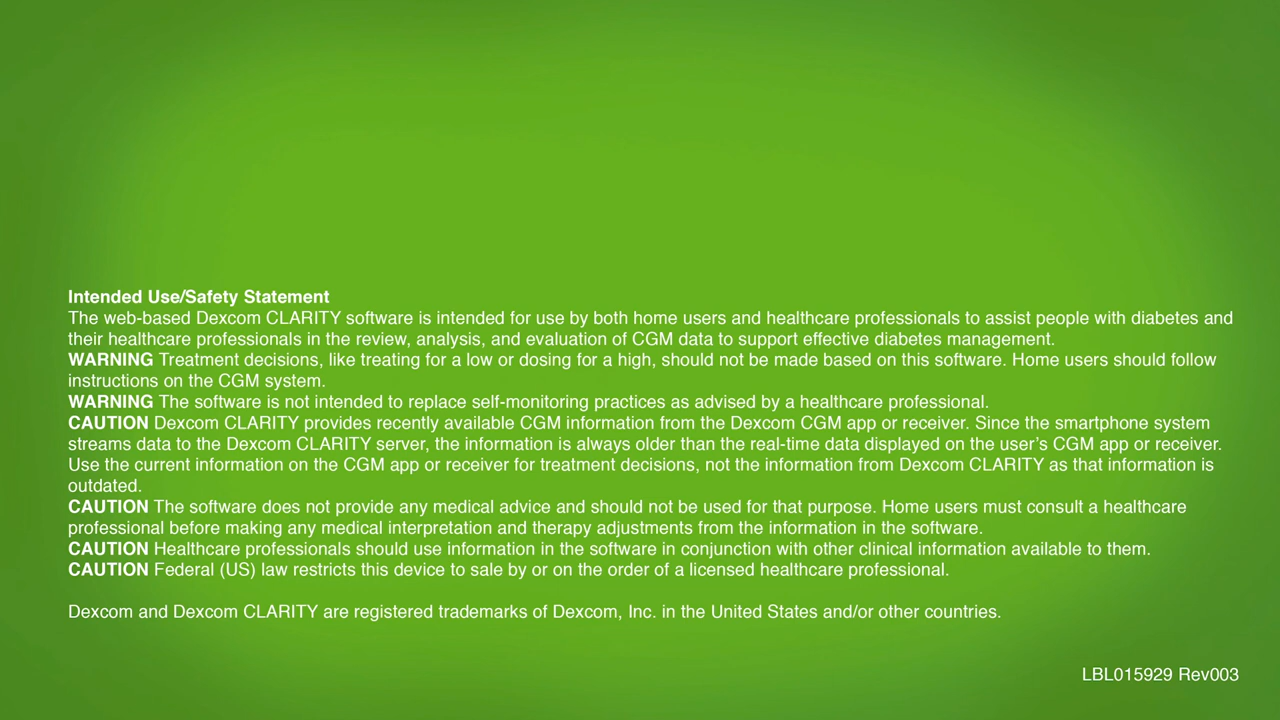 Intended Use/Safety Statement
The web-based Dexcom CLARITY software is intended for use by both home users and healthcare professionals to assist people with diabetes and
their healthcare professionals in the review, analysis, and evaluation of CGM data to support effective diabetes management.
WARNING Treatment decisions, like treating for a low or dosing for a high, should not be made based on this software. Home users should follow
instructions on the CGM system.
WARNING The software is not intended to replace self-monitoring practices as advised by a healthcare professional.
CAUTION Dexcom CLARITY provides recently available CGM information from the Dexcom CGM app or receiver. Since the smartphone system
streams data to the Dexcom CLARITY server, the information is always older than the real-time data displayed on the user’s CGM app or receiver.
Use the current information on the CGM app or receiver for treatment decisions, not the information from Dexcom CLARITY as that information is
outdated.
CAUTION The software does not provide any medical advice and should not be used for that purpose. Home users must consult a healthcare
professional before making any medical interpretation and therapy adjustments from the information in the software.
CAUTION Healthcare professionals should use information in the software in conjunction with other clinical information available to them.
CAUTION Federal (US) law restricts this device to sale by or on the order of a licensed healthcare professional.
Dexcom and Dexcom CLARITY are registered trademarks of Dexcom, Inc. in the United States and/or other countries.
LBL015929 Rev003